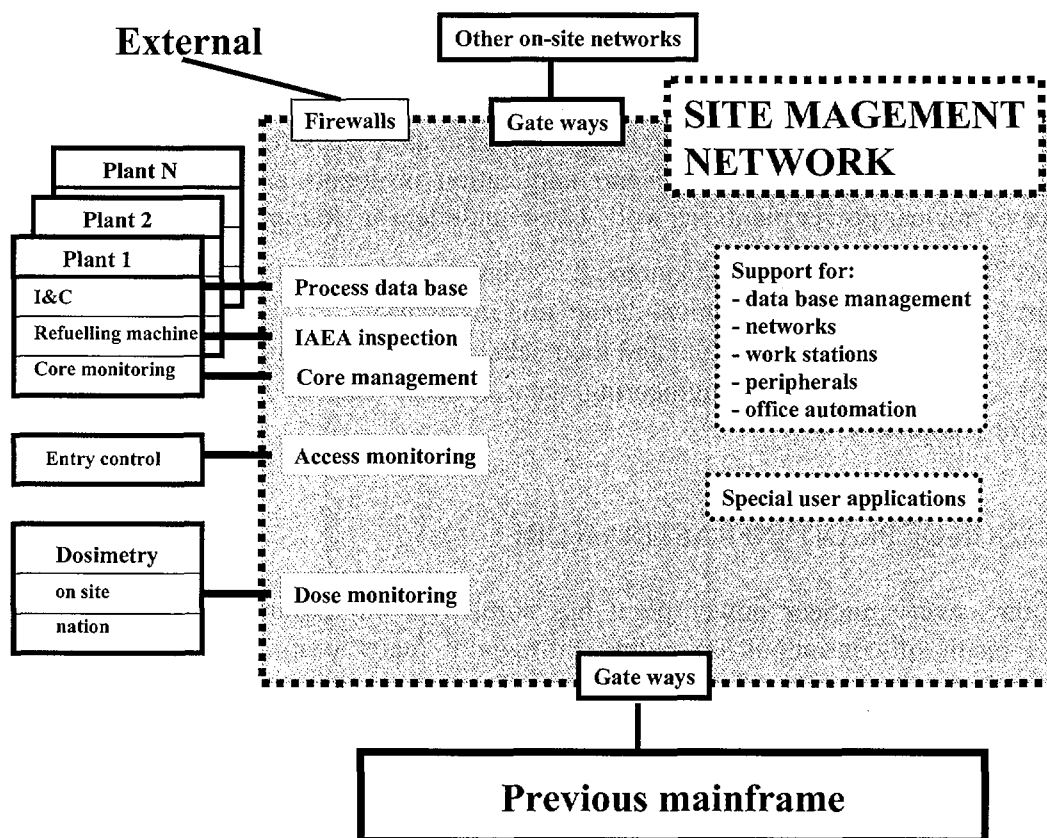 External
Other on-site networks
Firewalls
Gate ways
SITE MAGEMENT
NETWORK
Plant N
Plant 2
Plant 1
I&C
Refuelling machine
Core monitoring
Process data base
IAEA inspection
Core management
Support for:
- data base management
- networks
- work stations
- peripherals
- office automation
Entry control
Access monitoring
Special user applications
Dosimetry
on site
nation
Dose monitoring
Gate ways
Previous mainframe